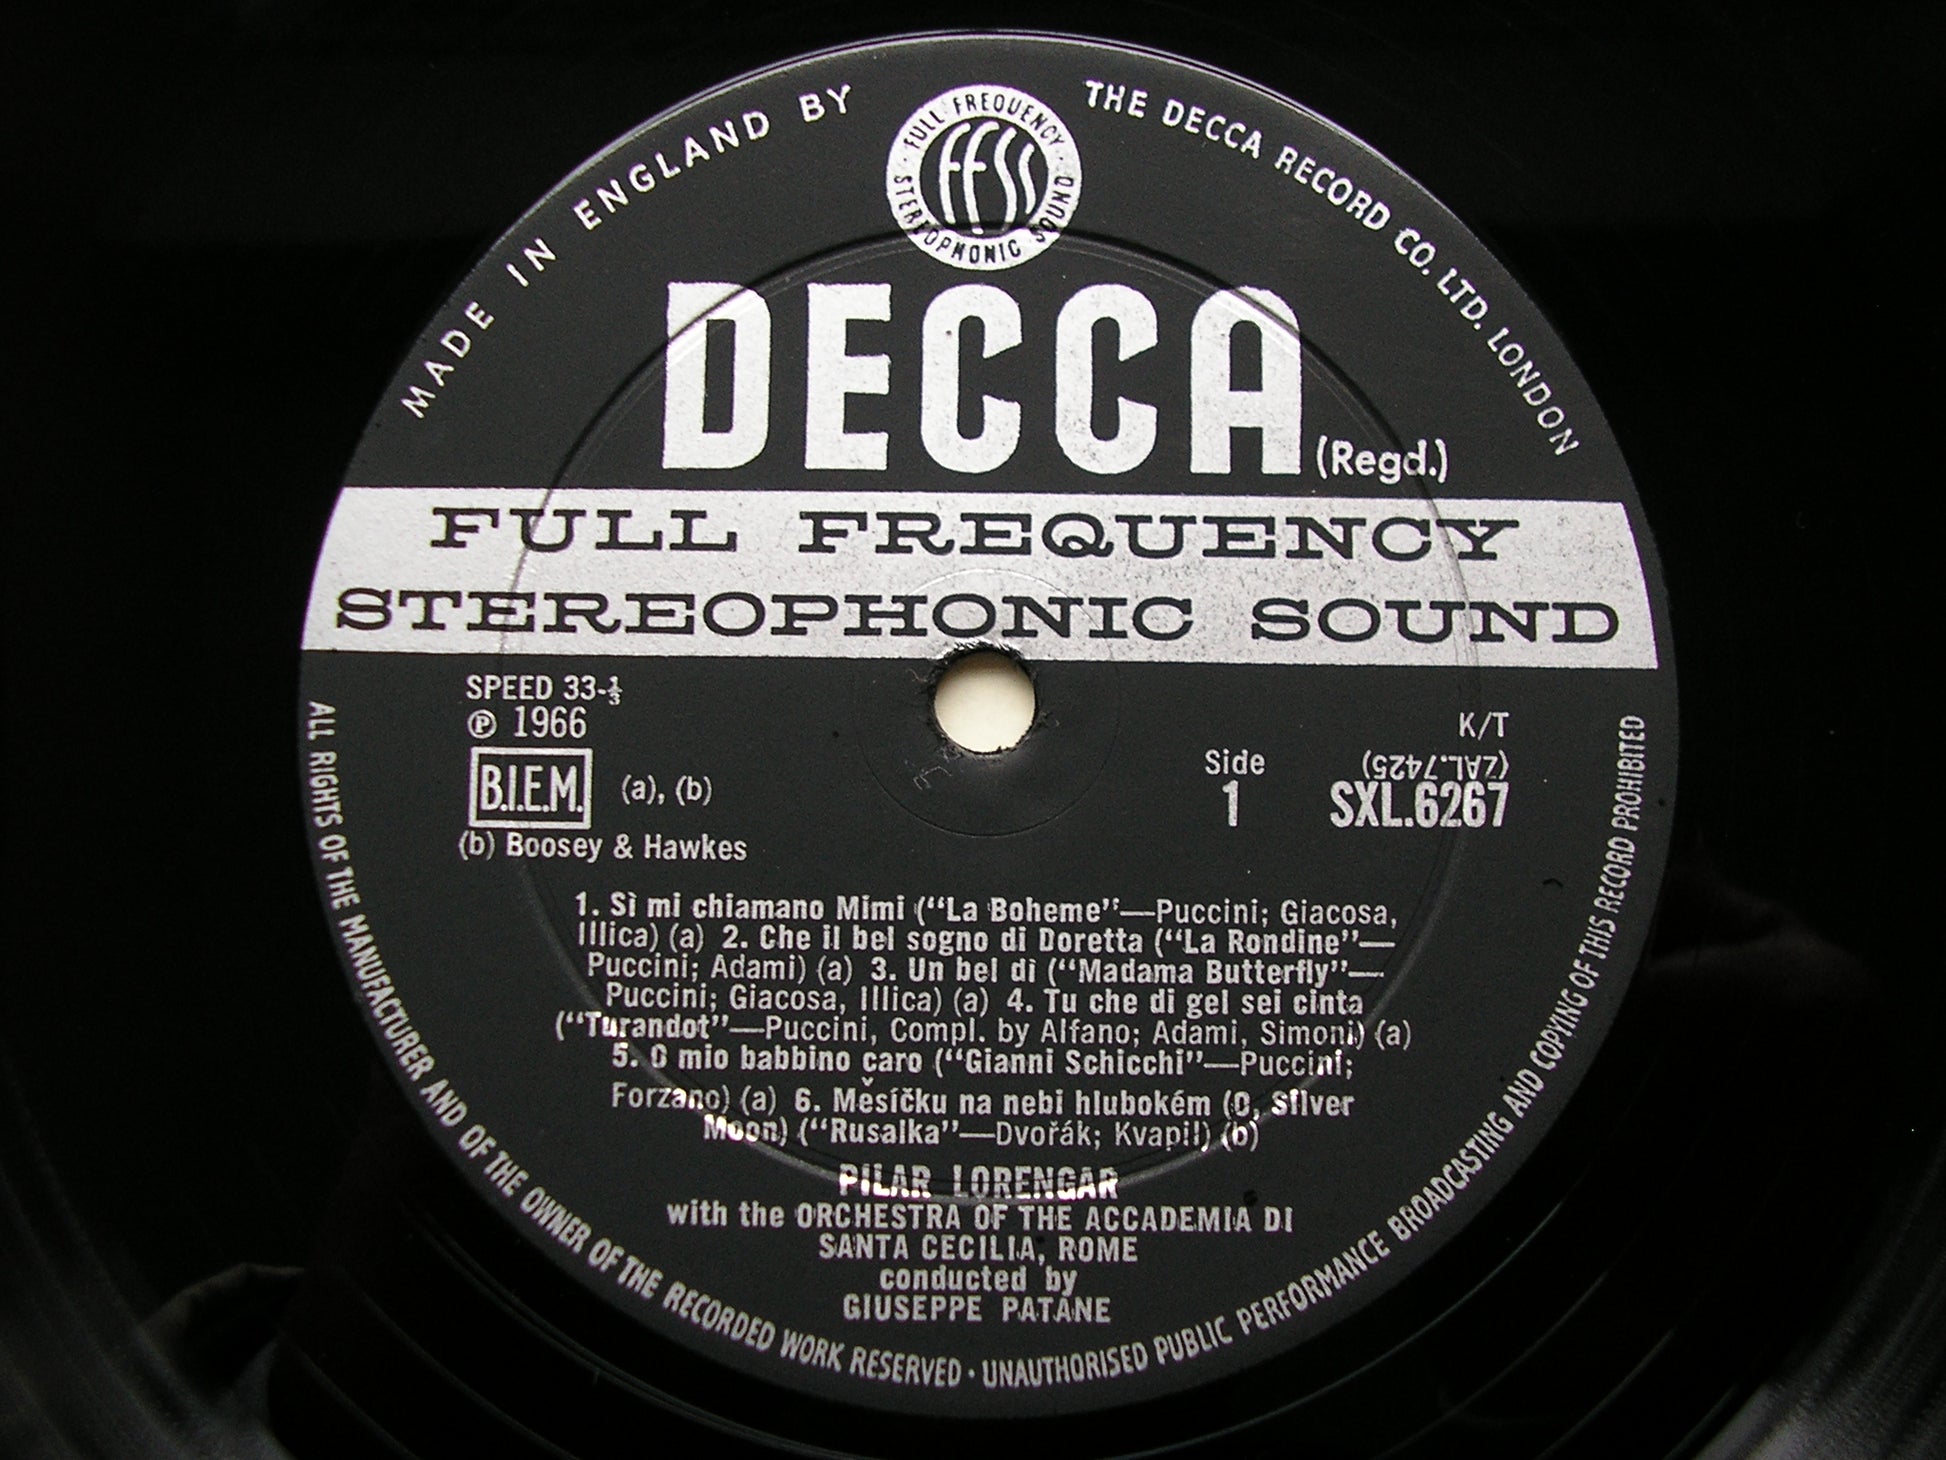 MADE IN ENGLAND BY THE DECCA RECORD CO. LTD. LONDON
FULL FREQUENCY STEREOPHONIC SOUND
FFSS
DECCA (Regd.)
FULL FREQUENCY
STEREOPHONIC SOUND
SPEED 33-⅓
℗ 1966
B.I.E.M. (a), (b)
(b) Boosey & Hawkes
K/T
(ZAL.7425)
Side
1
SXL.6267
1. Sì mi chiamano Mimi ("La Boheme"—Puccini; Giacosa,
Illica) (a) 2. Che il bel sogno di Doretta ("La Rondine"—
Puccini; Adami) (a) 3. Un bel dì ("Madama Butterfly"—
Puccini; Giacosa, Illica) (a) 4. Tu che di gel sei cinta
("Turandot"—Puccini, Compl. by Alfano; Adami, Simoni) (a)
5. O mio babbino caro ("Gianni Schicchi"—Puccini;
Forzano) (a) 6. Měsíčku na nebi hlubokém (O, Silver
Moon) ("Rusalka"—Dvořák; Kvapil) (b)
PILAR LORENGAR
with the ORCHESTRA OF THE ACCADEMIA DI
SANTA CECILIA, ROME
conducted by
GIUSEPPE PATANE
ALL RIGHTS OF THE MANUFACTURER AND OF THE OWNER OF THE RECORDED WORK RESERVED · UNAUTHORISED PUBLIC PERFORMANCE BROADCASTING AND COPYING OF THIS RECORD PROHIBITED